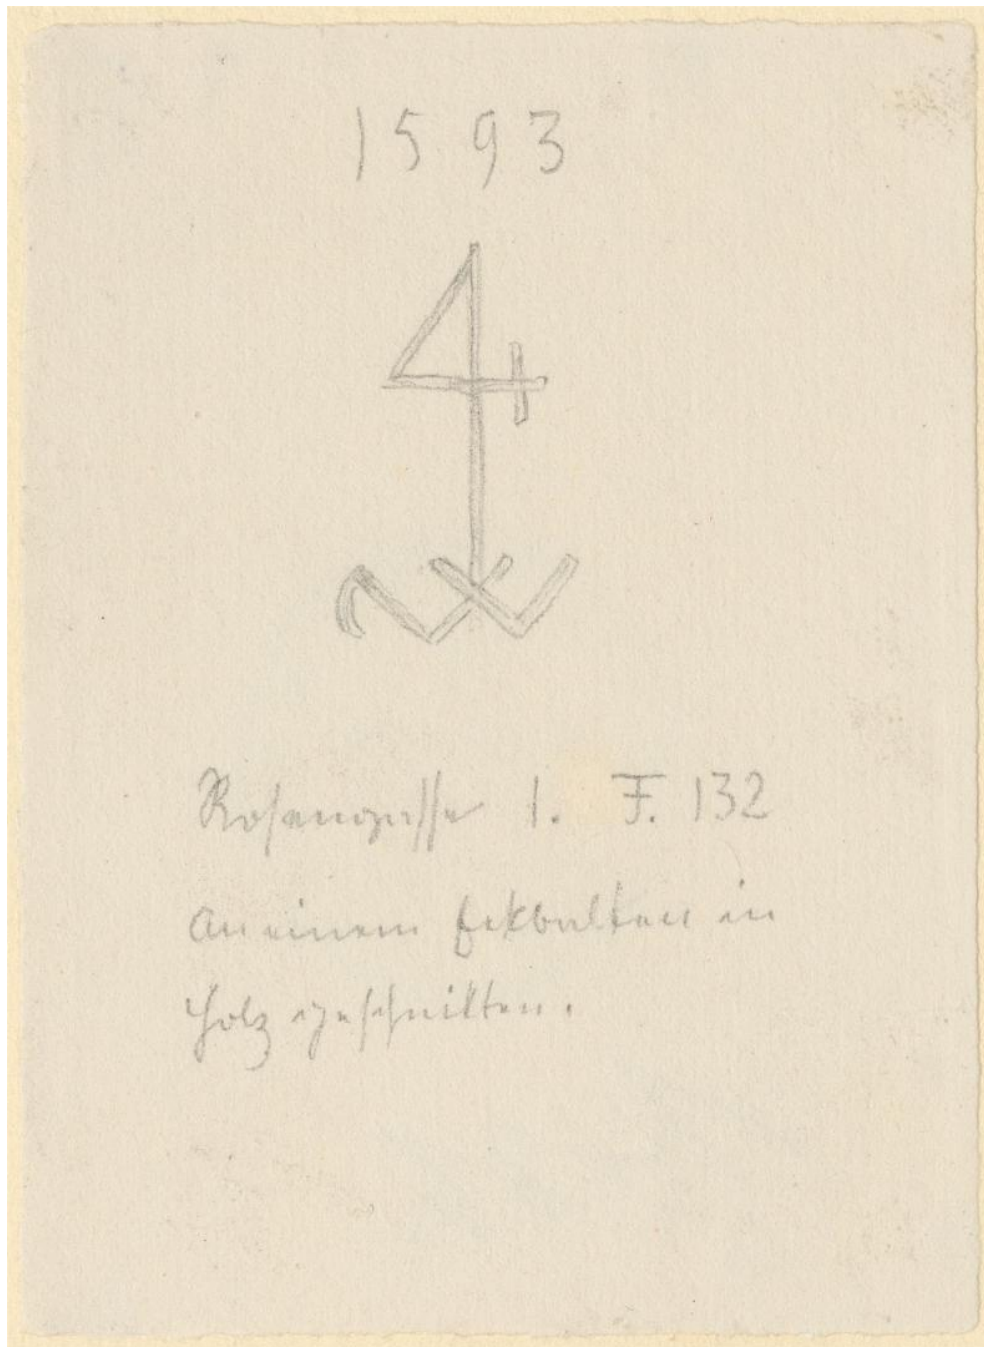 1593
Rosengasse 1. F. 132
An einem Eckbalken in
Holz geschnitten.